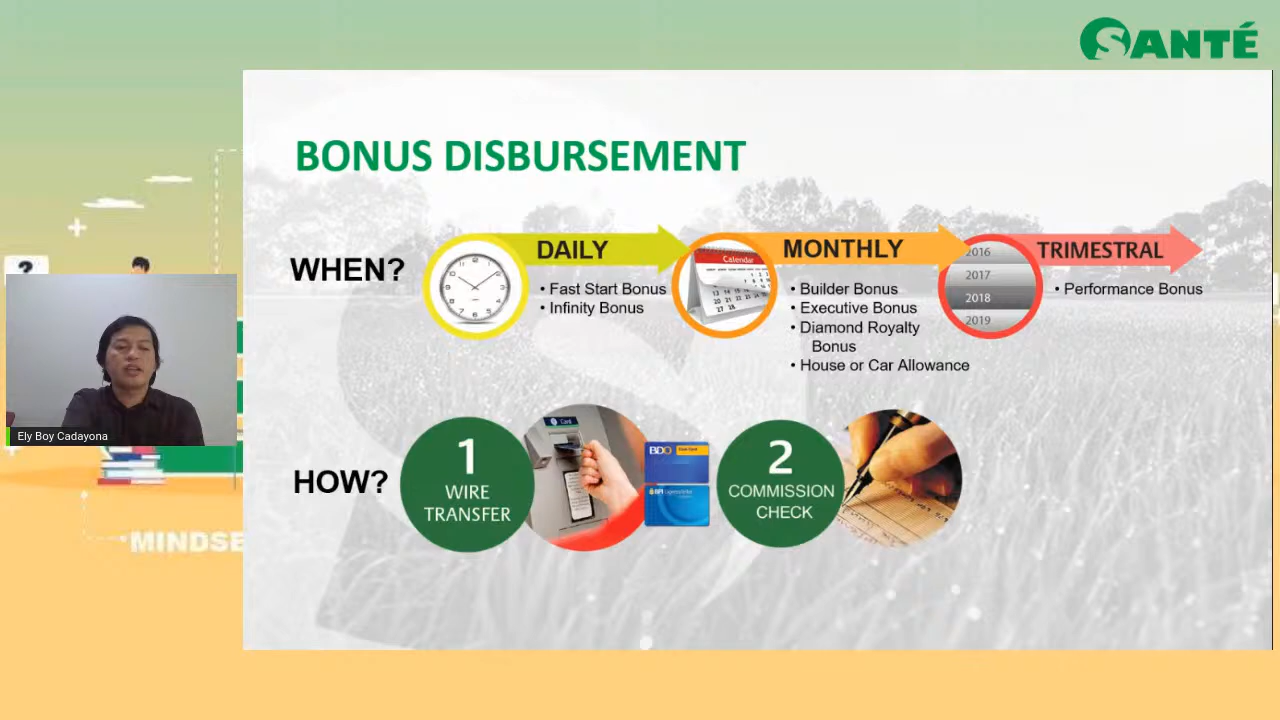 SANTÉ
BONUS DISBURSEMENT
WHEN?
DAILY
• Fast Start Bonus
• Infinity Bonus
Calendar
MONTHLY
• Builder Bonus
• Executive Bonus
• Diamond Royalty
Bonus
• House or Car Allowance
2016
2017
2018
2019
TRIMESTRAL
• Performance Bonus
?
Ely Boy Cadayona
HOW?
1
WIRE
TRANSFER
BDO
BPI
2
COMMISSION
CHECK
MINDSE